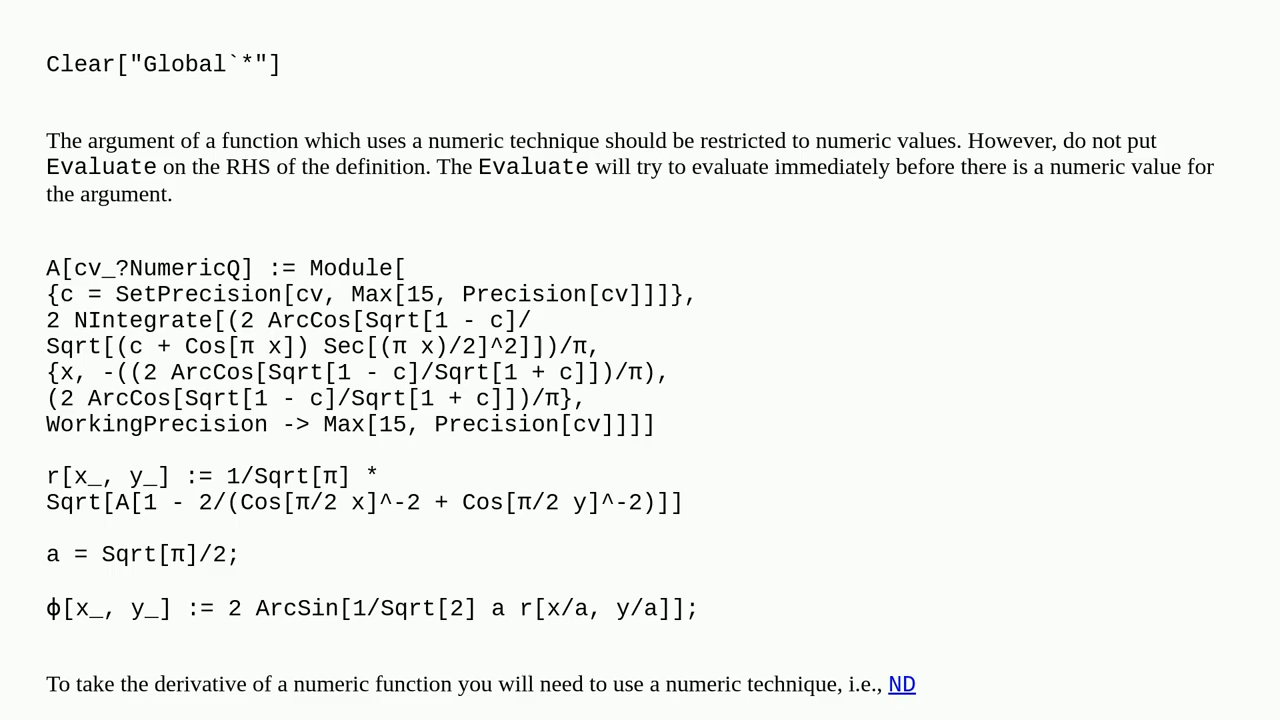 Clear["Global`*"]
The argument of a function which uses a numeric technique should be restricted to numeric values. However, do not put
Evaluate on the RHS of the definition. The Evaluate will try to evaluate immediately before there is a numeric value for
the argument.
A[cv_?NumericQ] := Module[
{c = SetPrecision[cv, Max[15, Precision[cv]]]},
2 NIntegrate[(2 ArcCos[Sqrt[1 - c]/
Sqrt[(c + Cos[π x]) Sec[(π x)/2]^2]])/π,
{x, -((2 ArcCos[Sqrt[1 - c]/Sqrt[1 + c]])/π),
(2 ArcCos[Sqrt[1 - c]/Sqrt[1 + c]])/π},
WorkingPrecision -> Max[15, Precision[cv]]]]
r[x_, y_] := 1/Sqrt[π] *
Sqrt[A[1 - 2/(Cos[π/2 x]^-2 + Cos[π/2 y]^-2)]]
a = Sqrt[π]/2;
ϕ[x_, y_] := 2 ArcSin[1/Sqrt[2] a r[x/a, y/a]];
To take the derivative of a numeric function you will need to use a numeric technique, i.e., ND